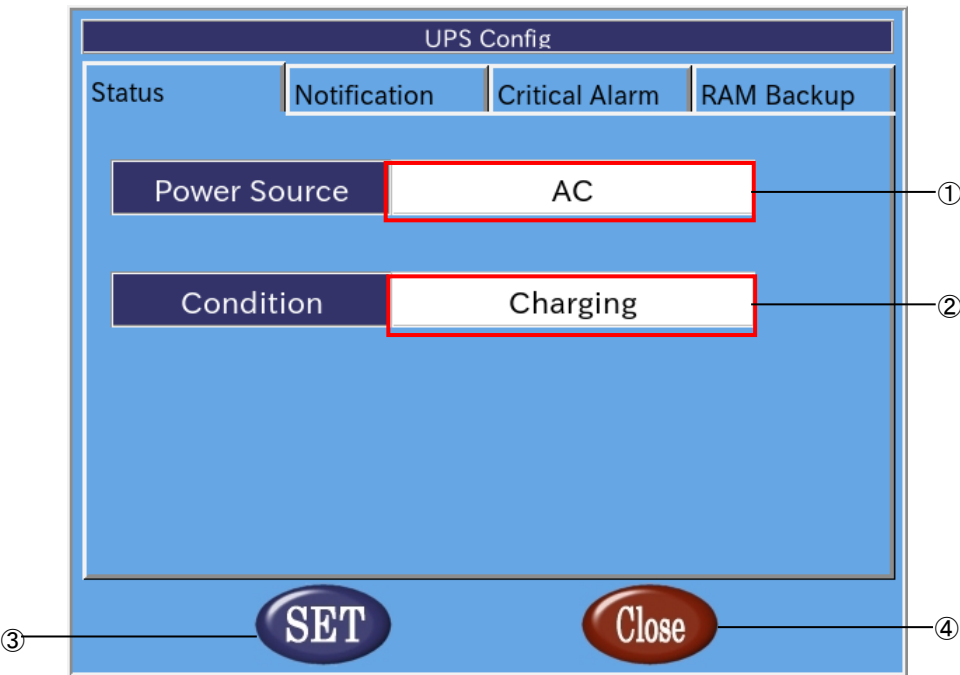 UPS Config
Status Notification Critical Alarm RAM Backup
Power Source AC ①
Condition Charging ②
③ SET Close ④